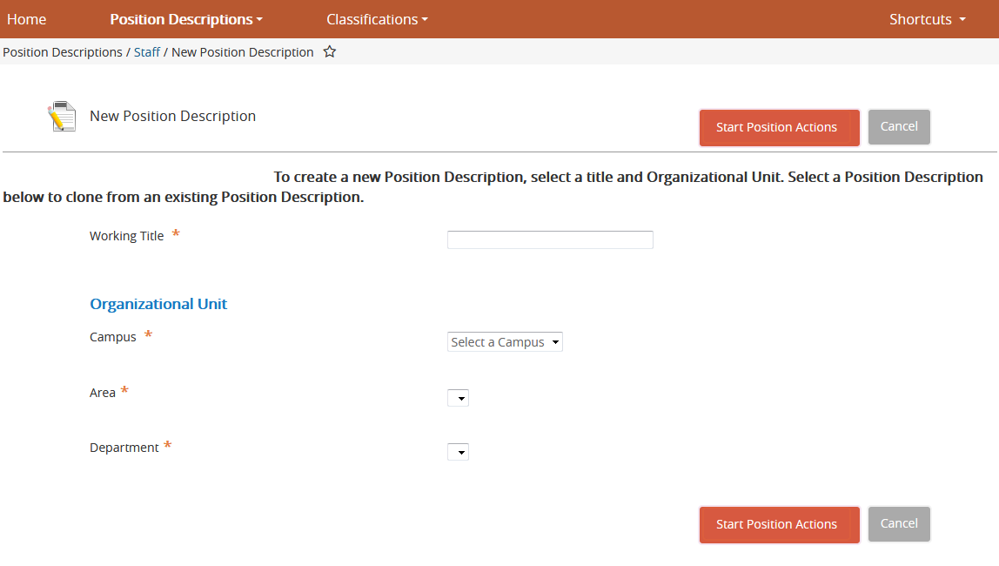 Home Position Descriptions Classifications Shortcuts
Position Descriptions / Staff / New Position Description
New Position Description
Start Position Actions Cancel
To create a new Position Description, select a title and Organizational Unit. Select a Position Description
below to clone from an existing Position Description.
Working Title *
Organizational Unit
Campus * Select a Campus
Area *
Department *
Start Position Actions Cancel